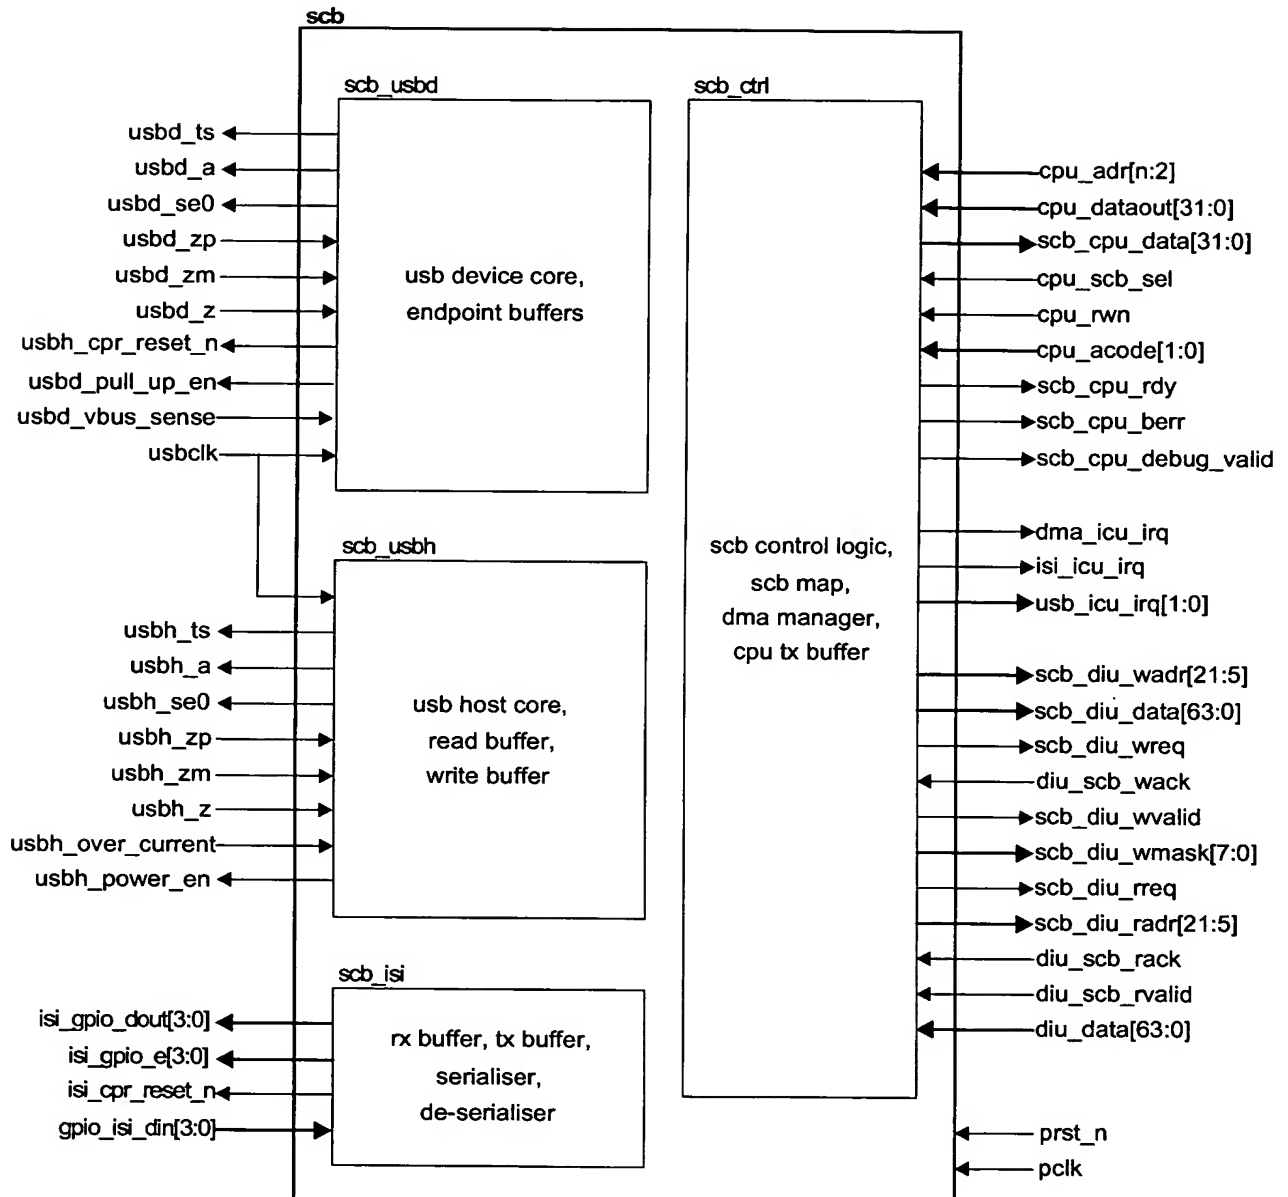 scb
scb_usbd
usbd_ts
usbd_a
usbd_se0
usbd_zp
usbd_zm
usbd_z
usbh_cpr_reset_n
usbd_pull_up_en
usbd_vbus_sense
usbclk
usb device core,
endpoint buffers
scb_usbh
usbh_ts
usbh_a
usbh_se0
usbh_zp
usbh_zm
usbh_z
usbh_over_current
usbh_power_en
usb host core,
read buffer,
write buffer
scb_isi
isi_gpio_dout[3:0]
isi_gpio_e[3:0]
isi_cpr_reset_n
gpio_isi_din[3:0]
rx buffer, tx buffer,
serialiser,
de-serialiser
scb_ctrl
scb control logic,
scb map,
dma manager,
cpu tx buffer
cpu_adr[n:2]
cpu_dataout[31:0]
scb_cpu_data[31:0]
cpu_scb_sel
cpu_rwn
cpu_acode[1:0]
scb_cpu_rdy
scb_cpu_berr
scb_cpu_debug_valid
dma_icu_irq
isi_icu_irq
usb_icu_irq[1:0]
scb_diu_wadr[21:5]
scb_diu_data[63:0]
scb_diu_wreq
diu_scb_wack
scb_diu_wvalid
scb_diu_wmask[7:0]
scb_diu_rreq
scb_diu_radr[21:5]
diu_scb_rack
diu_scb_rvalid
diu_data[63:0]
prst_n
pclk